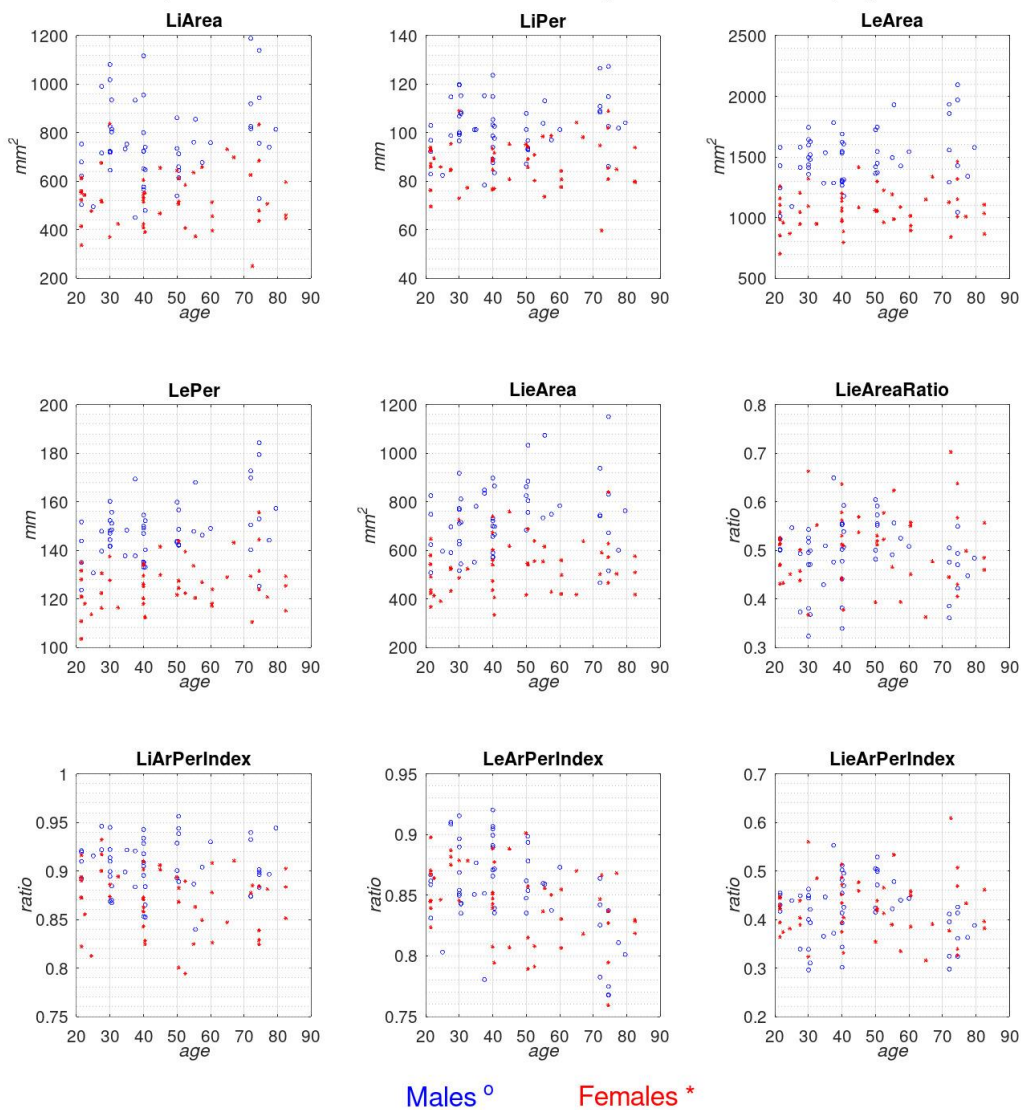 LiArea
1200
1000
800
600
400
200
mm²
20 30 40 50 60 70 80 90
age
LiPer
140
120
100
80
60
40
mm
20 30 40 50 60 70 80 90
age
LeArea
2500
2000
1500
1000
500
mm²
20 30 40 50 60 70 80 90
age
LePer
200
180
160
140
120
100
mm
20 30 40 50 60 70 80 90
age
LieArea
1200
1000
800
600
400
200
mm²
20 30 40 50 60 70 80 90
age
LieAreaRatio
0.8
0.7
0.6
0.5
0.4
0.3
ratio
20 30 40 50 60 70 80 90
age
LiArPerIndex
1
0.95
0.9
0.85
0.8
0.75
ratio
20 30 40 50 60 70 80 90
age
LeArPerIndex
0.95
0.9
0.85
0.8
0.75
ratio
20 30 40 50 60 70 80 90
age
LieArPerIndex
0.7
0.6
0.5
0.4
0.3
0.2
ratio
20 30 40 50 60 70 80 90
age
Males o Females *